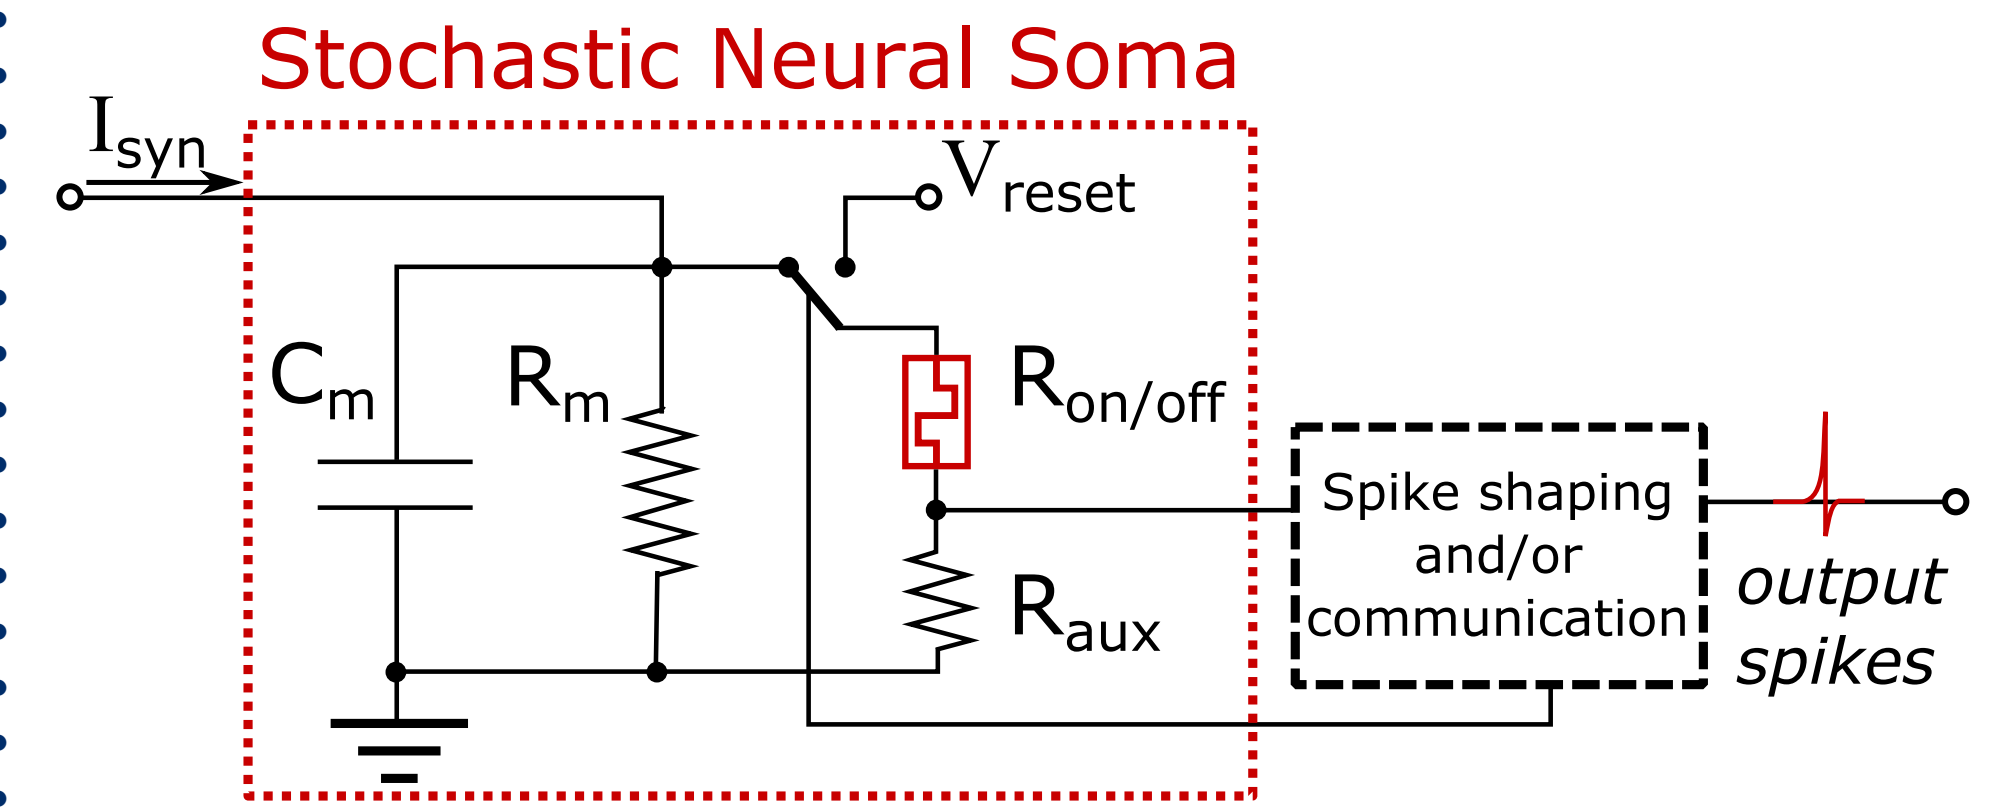 Stochastic Neural Soma
Isyn
Vreset
Cm
Rm
Ron/off
Raux
Spike shaping
and/or
communication
output
spikes